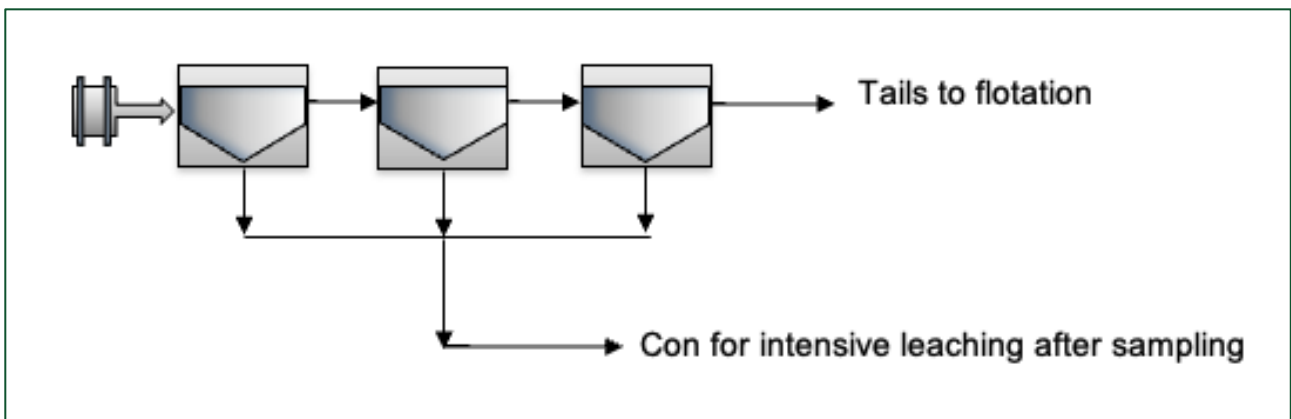 Tails to flotation
Con for intensive leaching after sampling